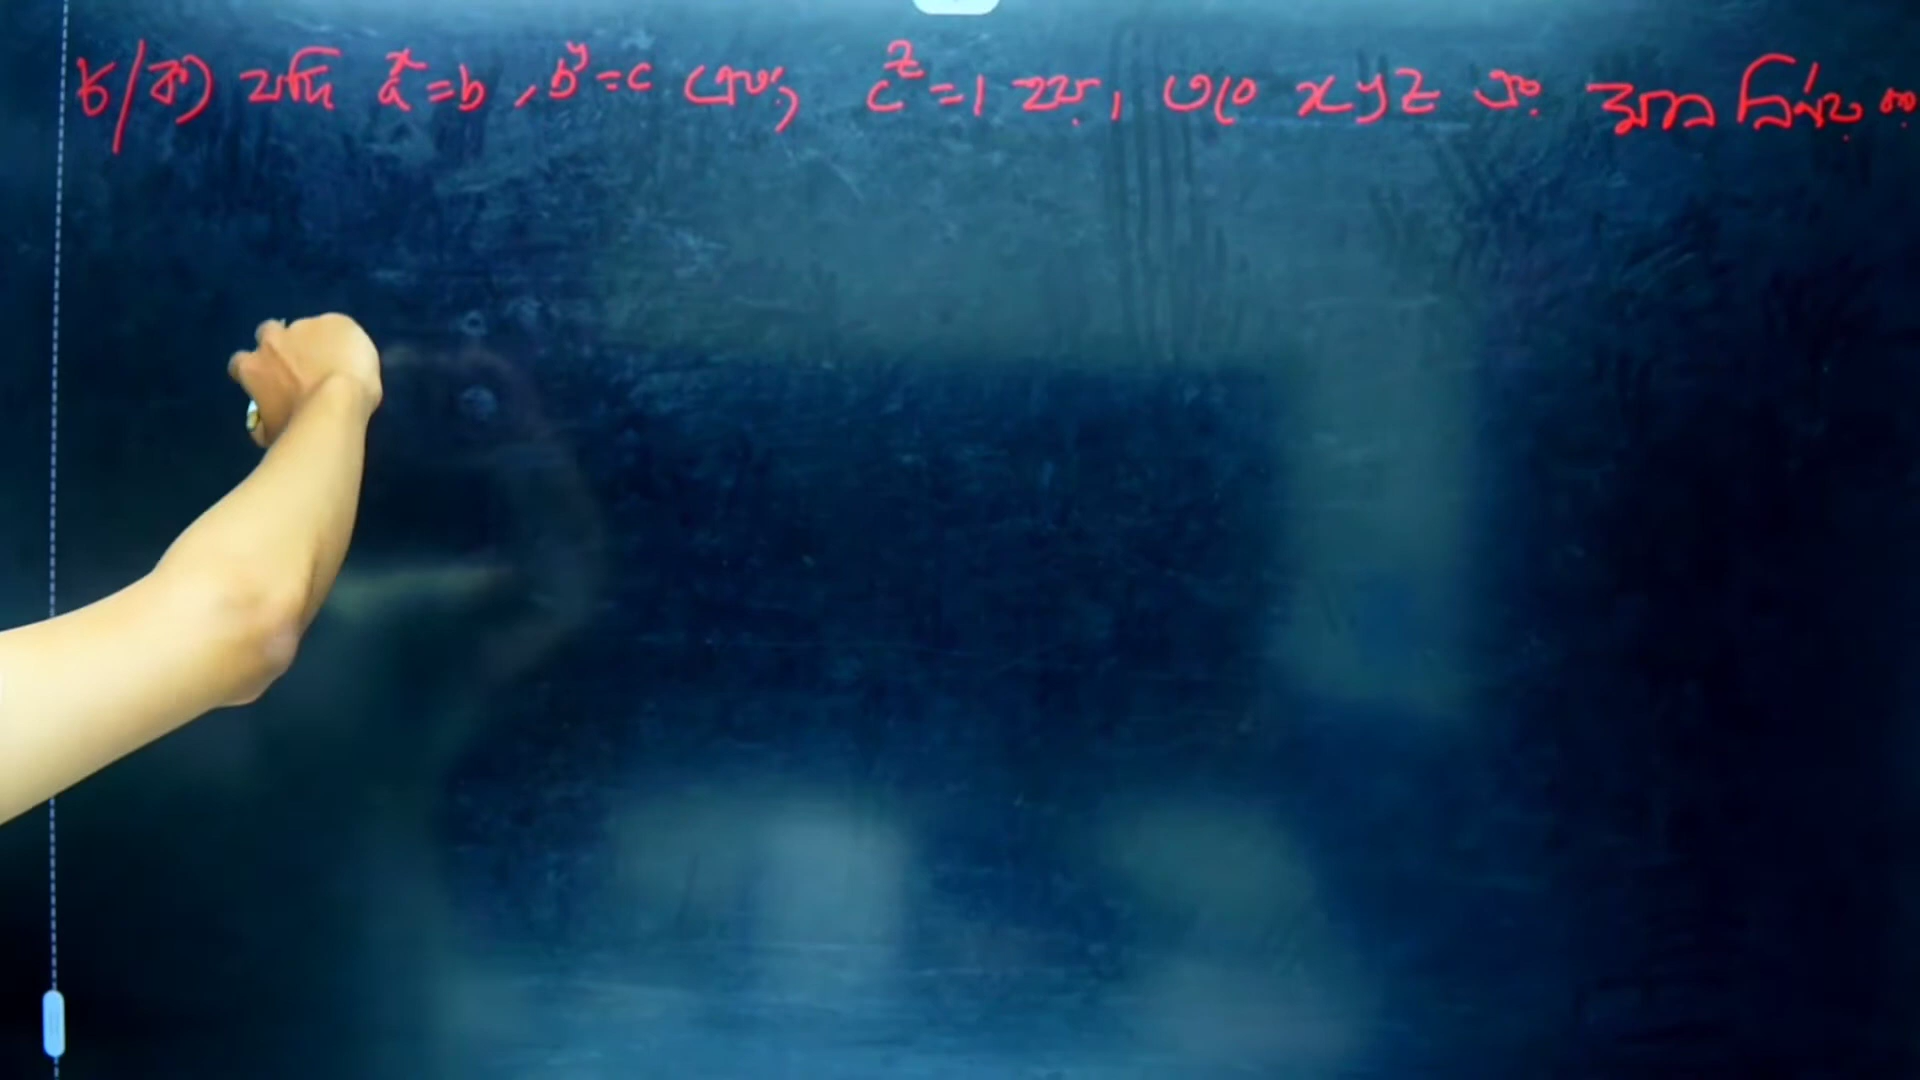 ৮/(ক) যদি aˣ=b, bʸ=c এবং cᶻ=1 হয়, তবে xyz এর মান নির্ণয় কর